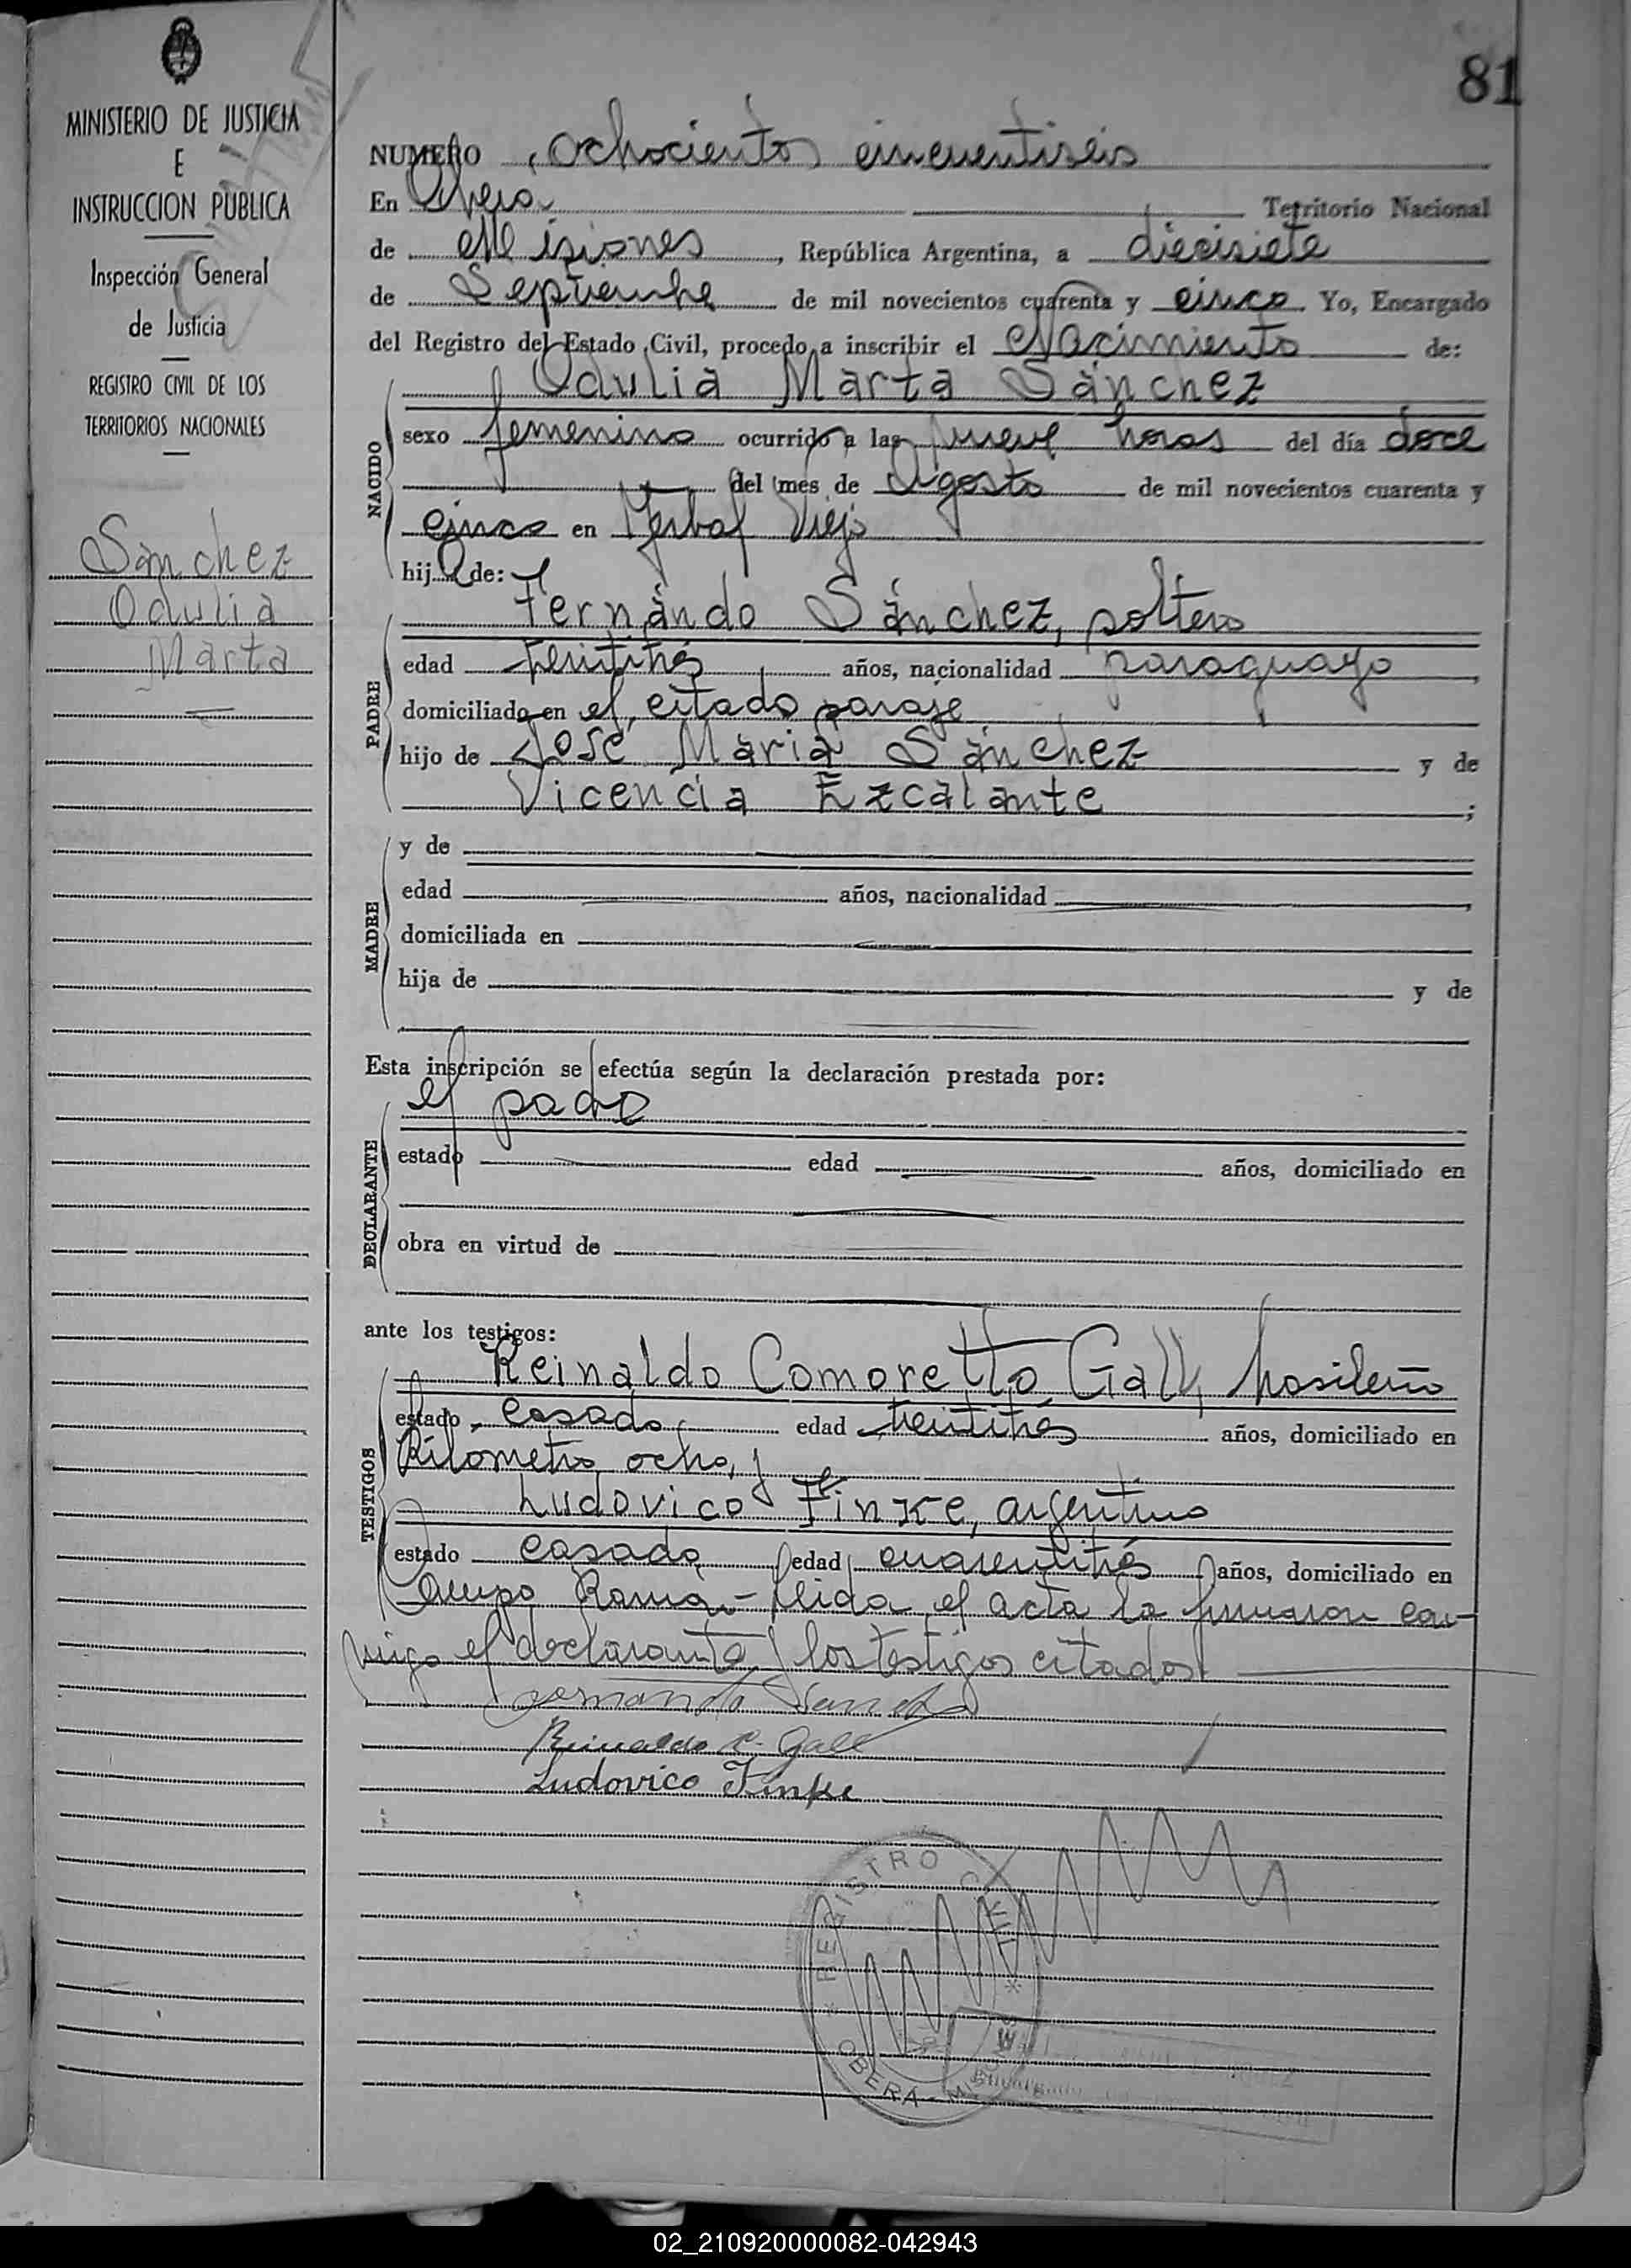 81
MINISTERIO DE JUSTICIA
E
INSTRUCCION PÚBLICA
Inspección General
de Justicia
REGISTRO CIVIL DE LOS
TERRITORIOS NACIONALES
Sánchez
Odulia
Marta
NUMERO ochocientos cincuentiséis
En Oberá Territorio Nacional
de Misiones, República Argentina, a diecisiete
de Septiembre de mil novecientos cuarenta y cinco. Yo, Encargado
del Registro del Estado Civil, procedo a inscribir el Nacimiento de:
NACIDO
Odulia Marta Sánchez
sexo femenino ocurrido a las nueve horas del día doce
del mes de Agosto de mil novecientos cuarenta y
cinco en Yerbal Viejo
hija de:
PADRE
Fernándo Sánchez, soltero
edad treintitrés años, nacionalidad paraguayo
domiciliado en el citado paraje
hijo de José María Sánchez y de
Vicencia Ezcalante;
MADRE
y de
edad años, nacionalidad,
domiciliada en
hija de y de
Esta inscripción se efectúa según la declaración prestada por:
DECLARANTE
el padre
estado edad años, domiciliado en
obra en virtud de
ante los testigos:
TESTIGOS
Reinaldo Comoretto Gall, brasileño
estado casado edad treintitrés años, domiciliado en
Kilometro ocho, y
Ludovico Finke, argentino
estado casado edad cuarentitrés años, domiciliado en
Campo Ramón - Leida el acta la firmaron con-
migo el declarante y los testigos citados
Fernando Sanchez
Reinaldo C. Gall
Ludovico Finke
* REGISTRO CIVIL *
OBERÁ - MISIONES
Encargado
02_210920000082-042943